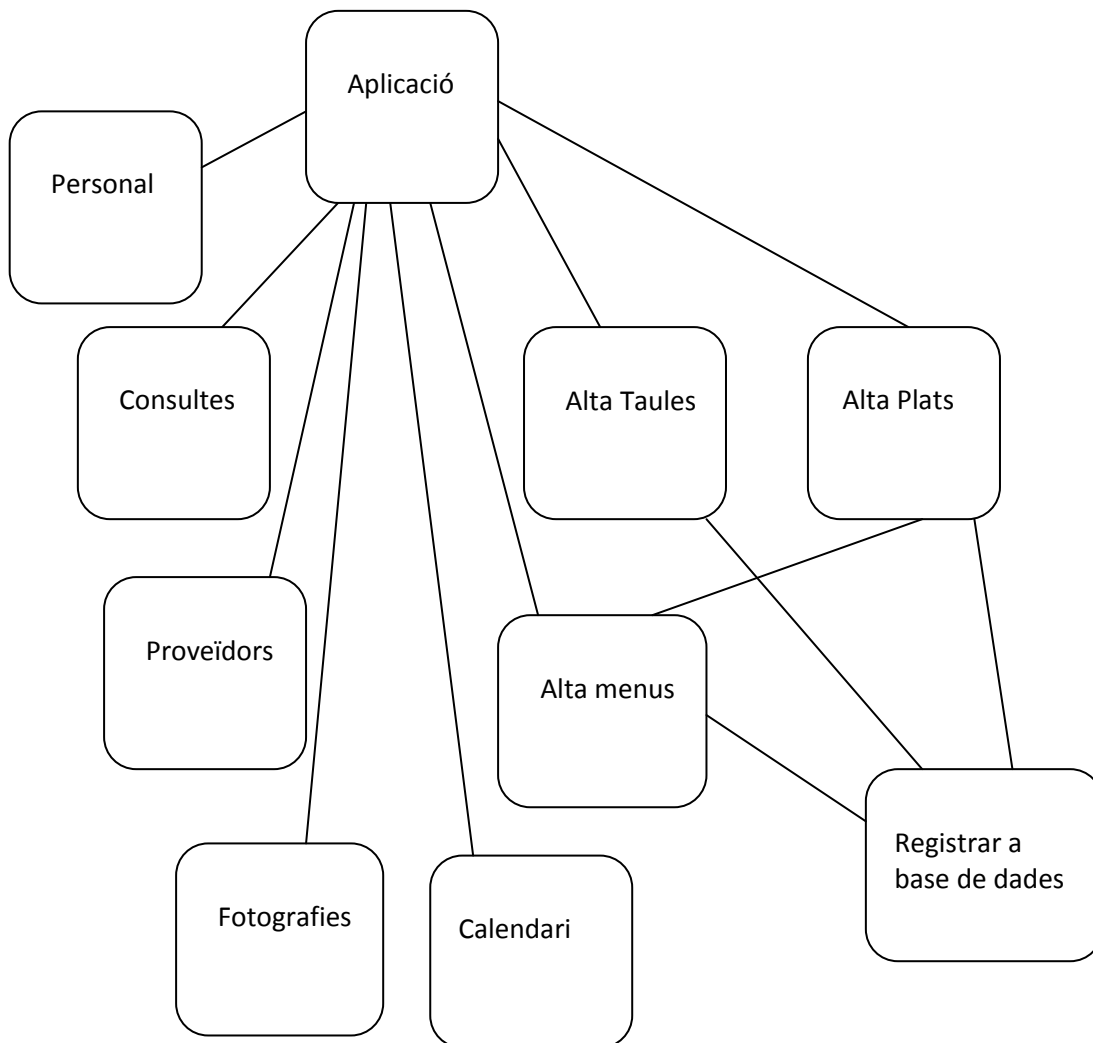 Aplicació
Personal
Consultes
Alta Taules
Alta Plats
Proveïdors
Alta menus
Registrar a
base de dades
Fotografies
Calendari